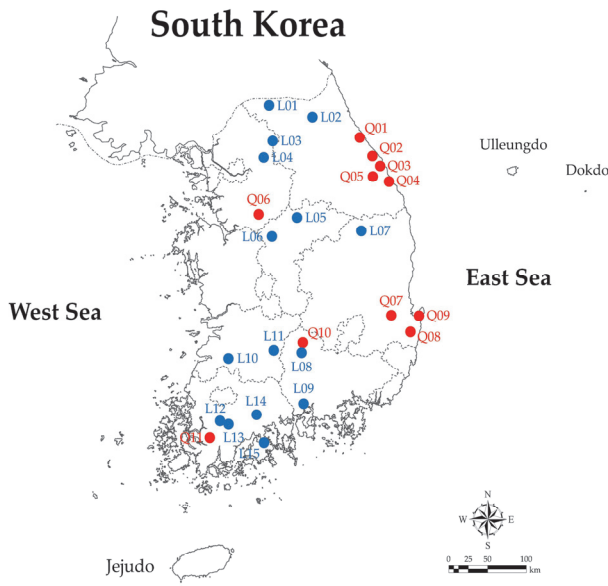 South Korea
L01
L02
Q01
L03
Q02
L04
Q03
Q05
Q04
Ulleungdo
Dokdo
Q06
L05
L06
L07
East Sea
West Sea
Q07
Q09
Q10
Q08
L11
L10
L08
L09
L14
L12
L13
Q11
L15
N
W E
S
Jejudo
0 25 50 100
km